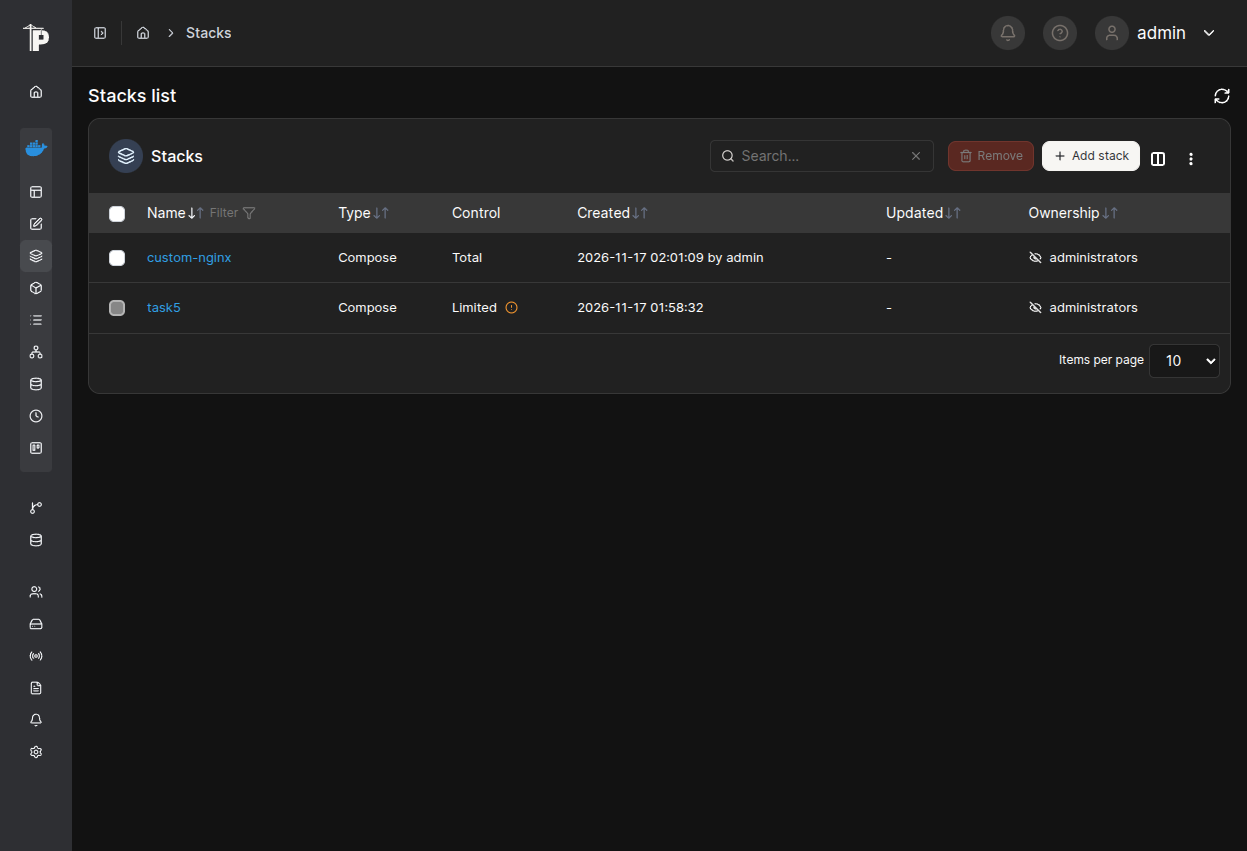 Stacks
admin
Stacks list
Stacks
Search...
Remove
Add stack
Name Filter Type Control Created Updated Ownership
custom-nginx Compose Total 2026-11-17 02:01:09 by admin - administrators
task5 Compose Limited 2026-11-17 01:58:32 - administrators
Items per page 10